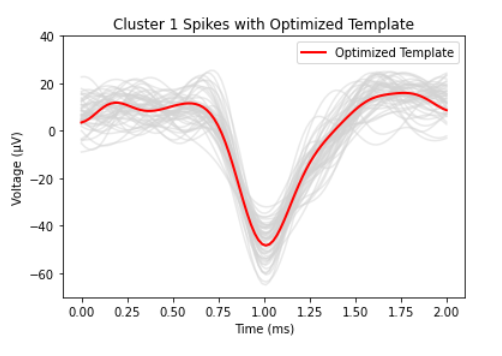 Cluster 1 Spikes with Optimized Template
Optimized Template
Voltage (µV)
40
20
0
−20
−40
−60
0.00 0.25 0.50 0.75 1.00 1.25 1.50 1.75 2.00
Time (ms)